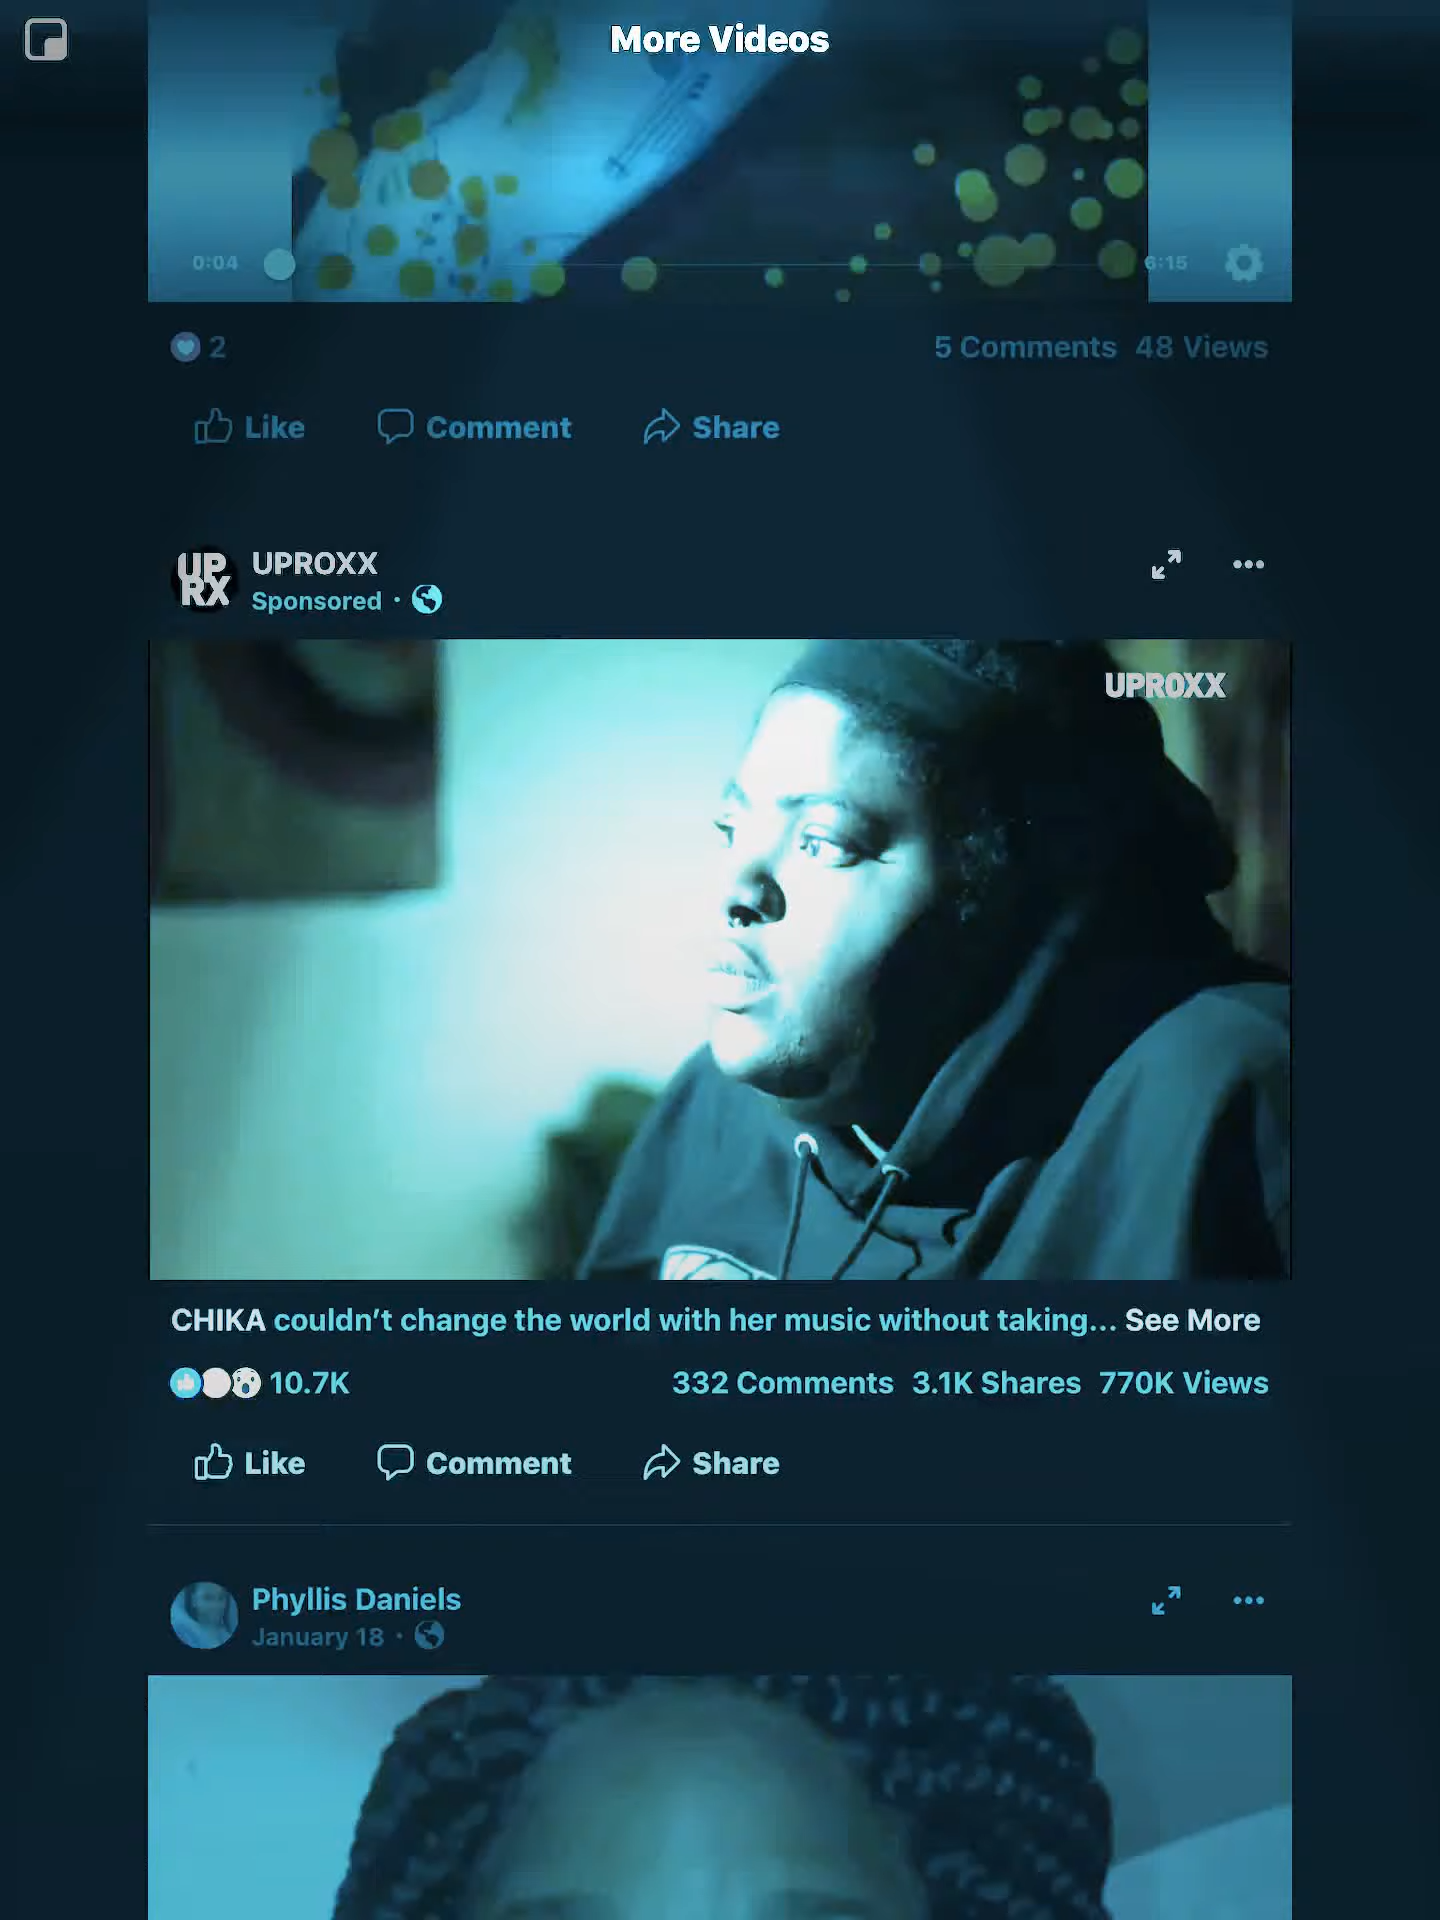 More Videos
0:04
6:15
2
5 Comments 48 Views
Like Comment Share
UP
RX
UPROXX
Sponsored ·
UPROXX
CHIKA couldn’t change the world with her music without taking... See More
10.7K
332 Comments 3.1K Shares 770K Views
Like Comment Share
Phyllis Daniels
January 18 ·